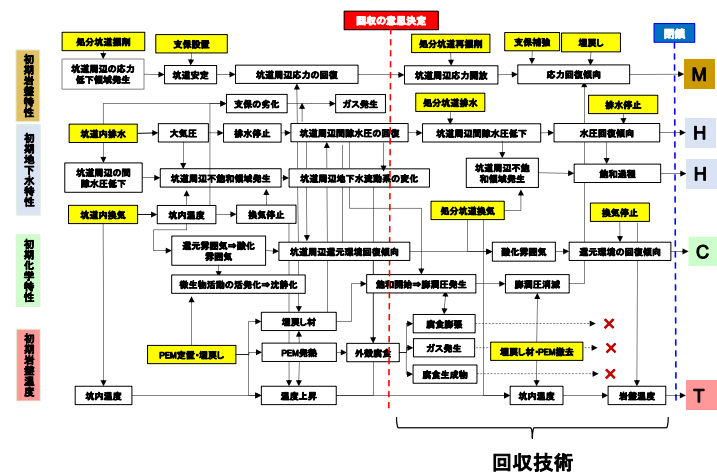 回収の意思決定
閉鎖
処分坑道掘削
支保設置
処分坑道再掘削
支保補強
埋戻し
初期岩盤特性
坑道周辺の応力
低下領域発生
坑道安定
坑道周辺応力の回復
坑道周辺応力開放
応力回復傾向
M
支保の劣化
ガス発生
処分坑道排水
排水停止
初期地下水特性
坑道内排水
大気圧
排水停止
坑道周辺間隙水圧の回復
坑道周辺間隙水圧低下
水圧回復傾向
H
坑道周辺の間
隙水圧低下
坑道周辺不飽和領域発生
坑道周辺地下水流動系の変化
坑道周辺不飽
和領域発生
飽和過程
H
坑道内換気
坑内温度
換気停止
処分坑道換気
換気停止
初期化学特性
還元雰囲気⇒酸化
雰囲気
坑道周辺還元環境回復傾向
酸化雰囲気
還元環境の回復傾向
C
微生物活動の活発化⇒沈静化
飽和開始⇒膨潤圧発生
膨潤圧消滅
埋戻し材
腐食膨張
初期岩盤温度
PEM定置・埋戻し
PEM発熱
外殻腐食
ガス発生
埋戻し材・PEM撤去
腐食生成物
坑内温度
温度上昇
坑内温度
岩盤温度
T
回収技術